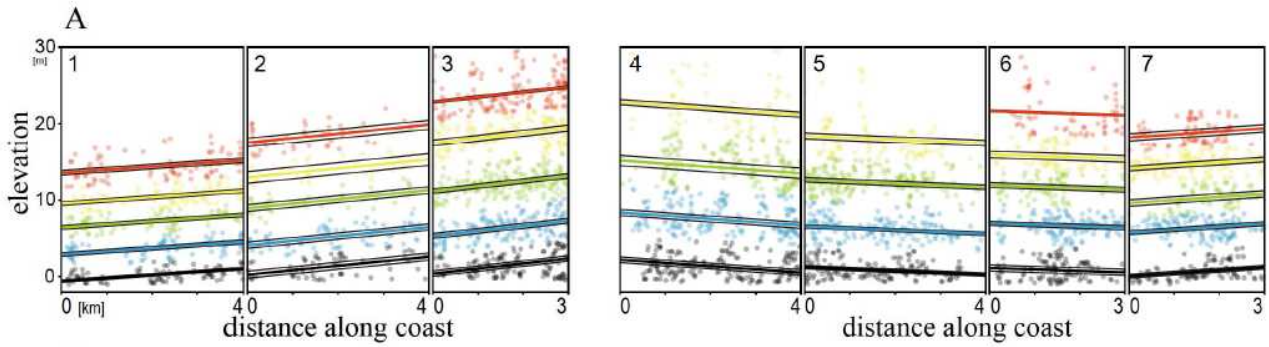 A
30
[m]
20
10
0
elevation
1 2 3 4 5 6 7
0 [km] 4 0 4 0 3 0 4 0 4 0 3 0 3
distance along coast distance along coast